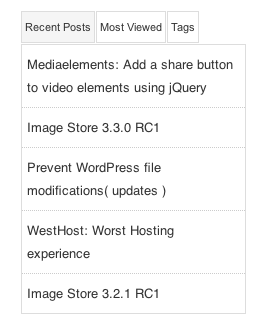 Recent Posts Most Viewed Tags
Mediaelements: Add a share button
to video elements using jQuery
Image Store 3.3.0 RC1
Prevent WordPress file
modifications( updates )
WestHost: Worst Hosting
experience
Image Store 3.2.1 RC1